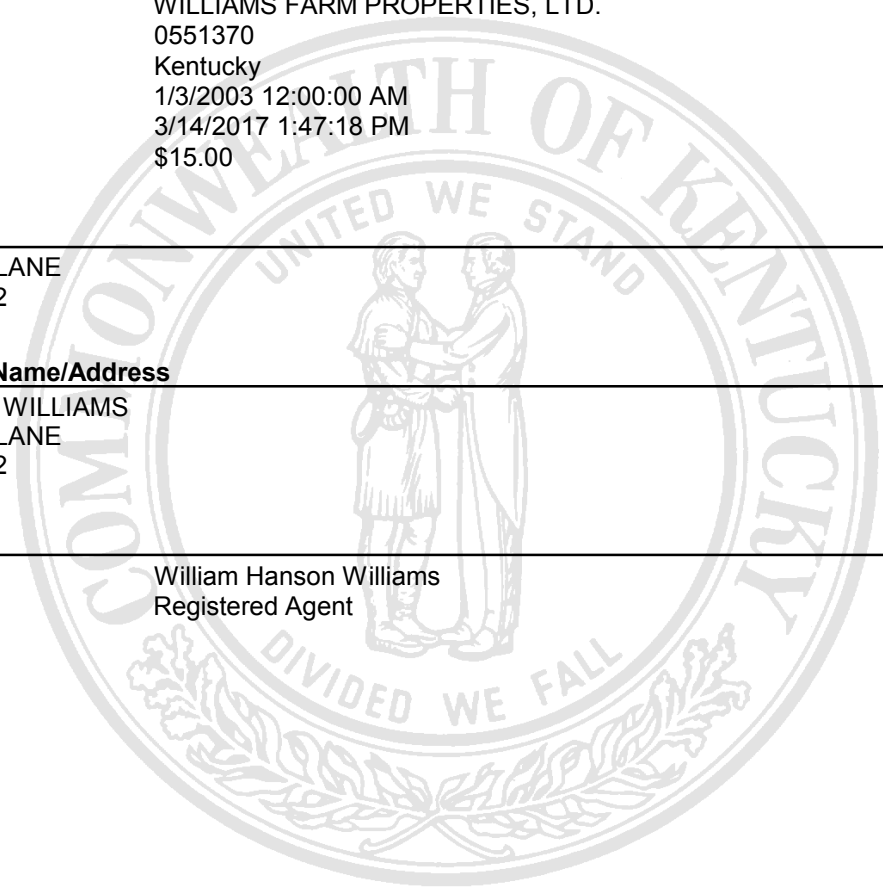 WILLIAMS FARM PROPERTIES, LTD.
0551370
Kentucky
1/3/2003 12:00:00 AM
3/14/2017 1:47:18 PM
$15.00
LANE
2
Name/Address
WILLIAMS
LANE
2
William Hanson Williams
Registered Agent
COMMONWEALTH OF KENTUCKY
UNITED WE STAND
DIVIDED WE FALL